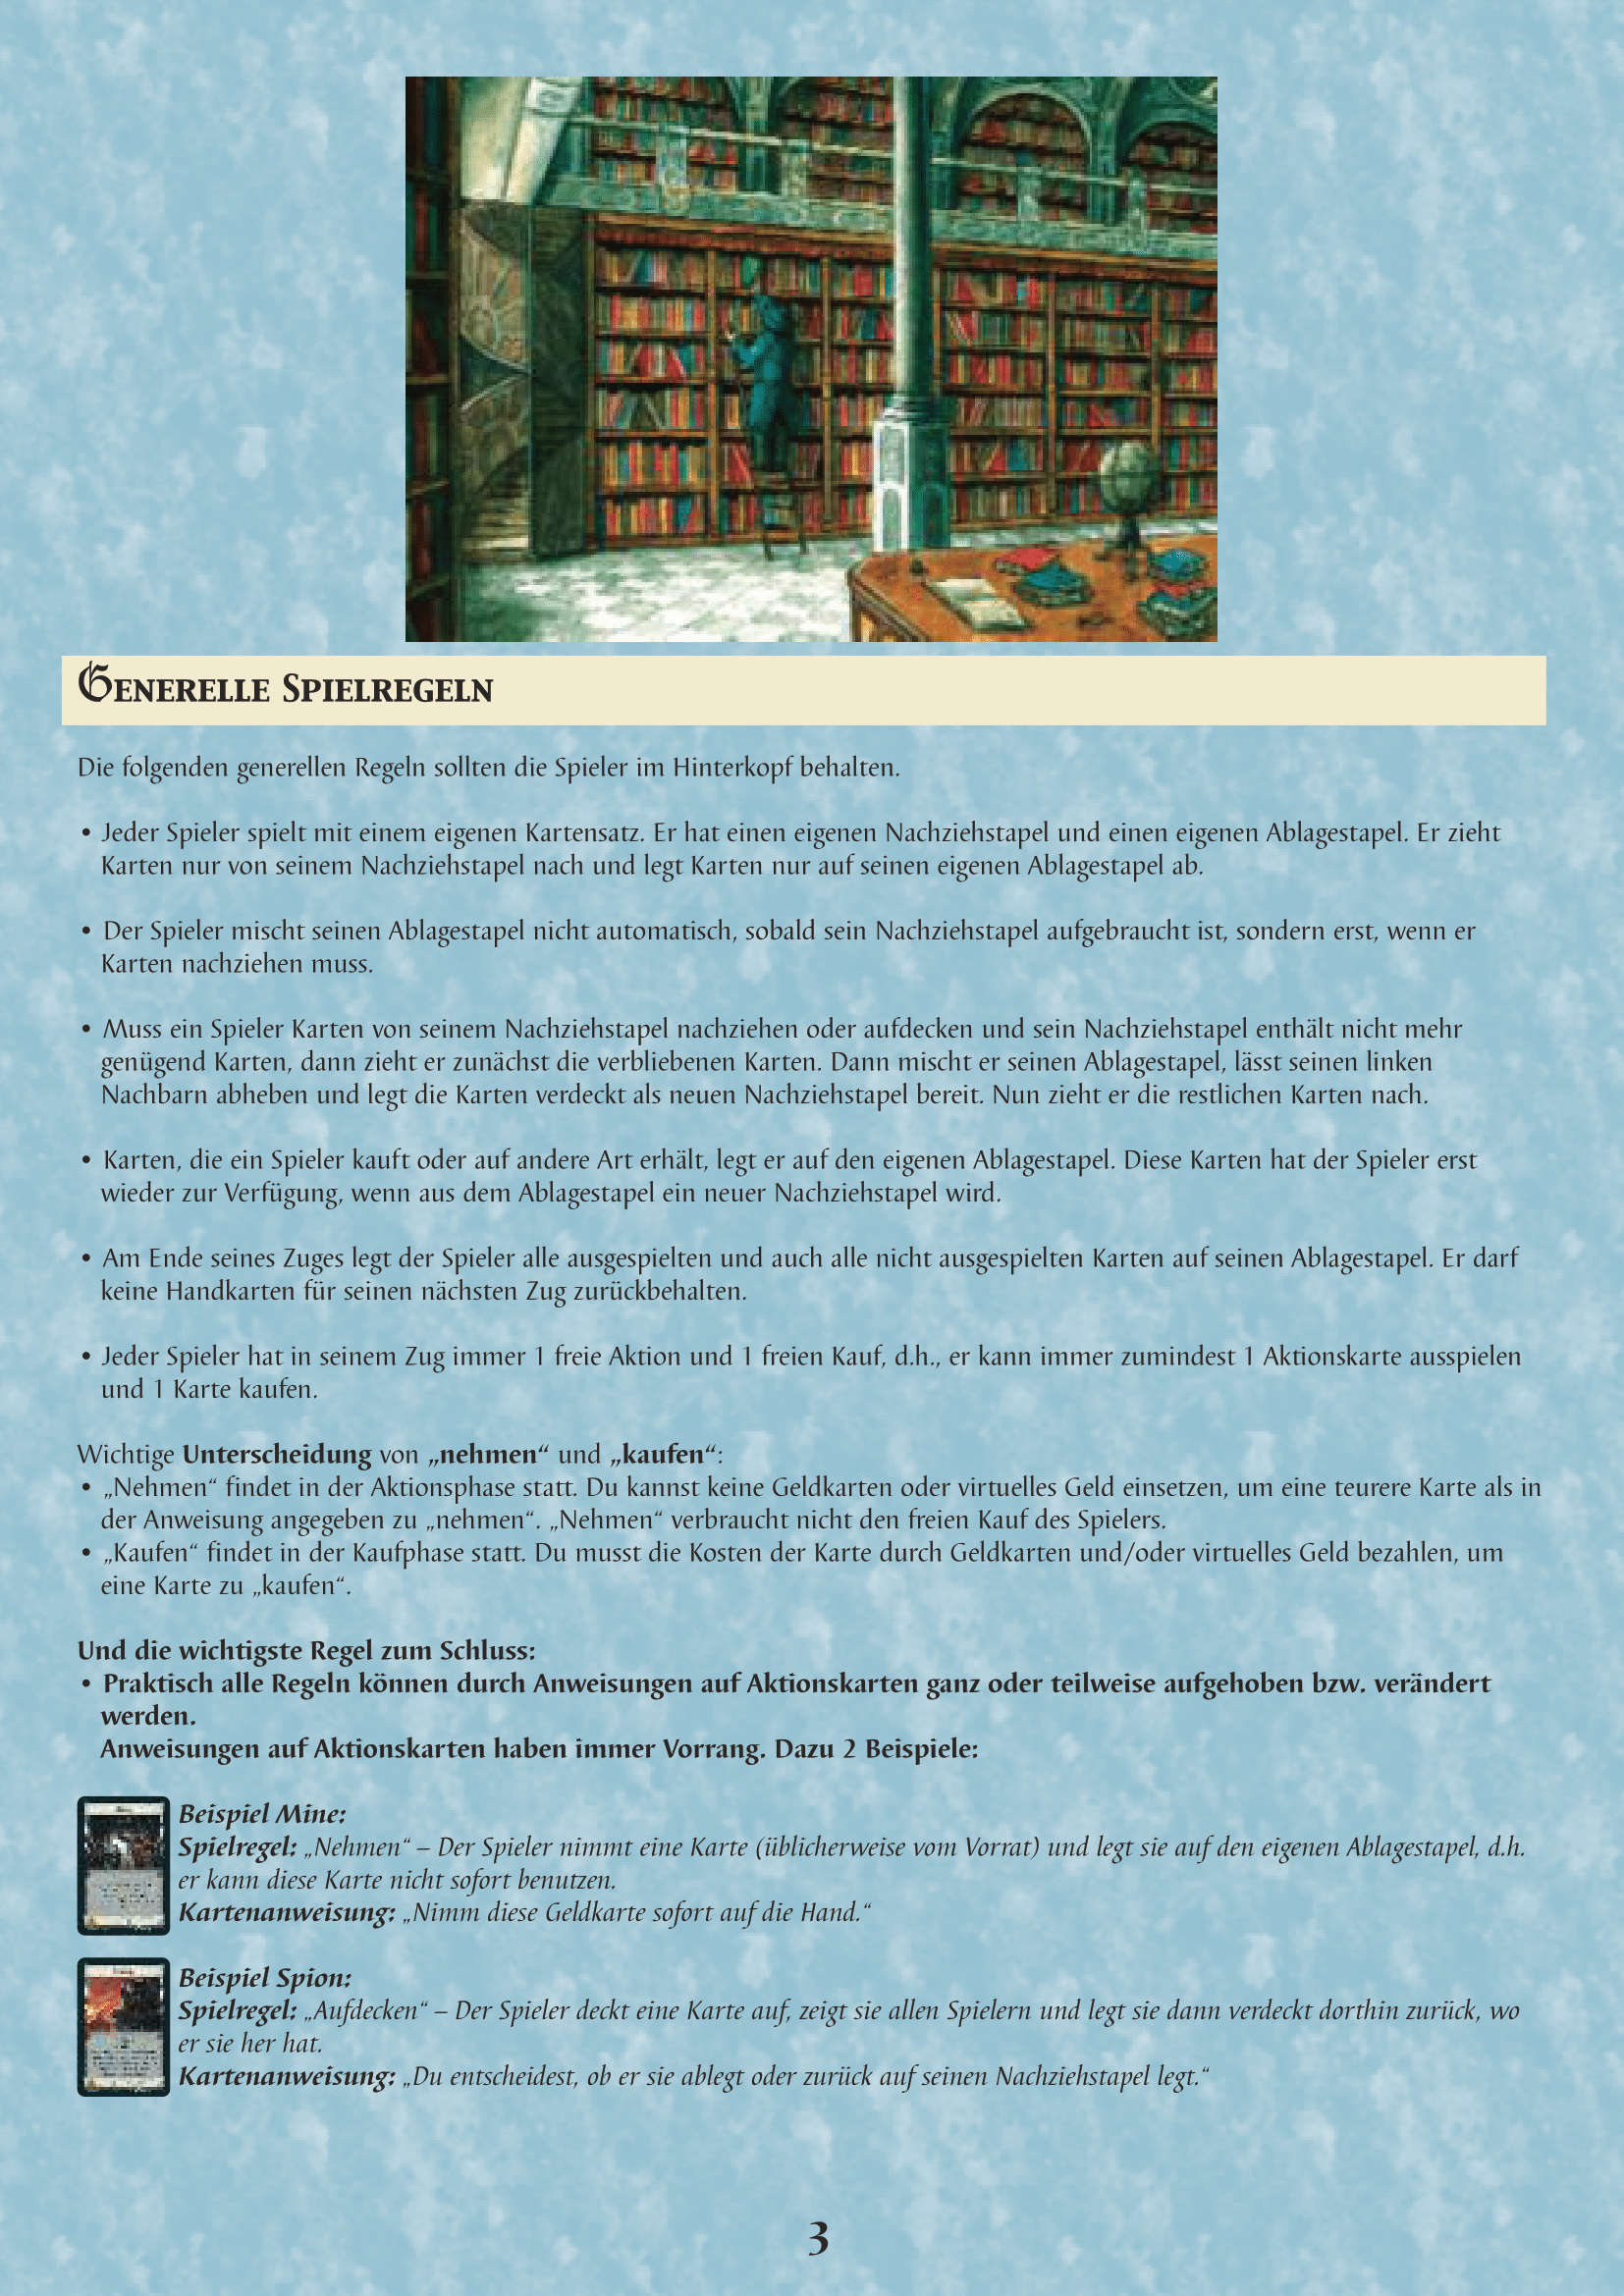 Generelle Spielregeln
Die folgenden generellen Regeln sollten die Spieler im Hinterkopf behalten.
• Jeder Spieler spielt mit einem eigenen Kartensatz. Er hat einen eigenen Nachziehstapel und einen eigenen Ablagestapel. Er zieht
Karten nur von seinem Nachziehstapel nach und legt Karten nur auf seinen eigenen Ablagestapel ab.
• Der Spieler mischt seinen Ablagestapel nicht automatisch, sobald sein Nachziehstapel aufgebraucht ist, sondern erst, wenn er
Karten nachziehen muss.
• Muss ein Spieler Karten von seinem Nachziehstapel nachziehen oder aufdecken und sein Nachziehstapel enthält nicht mehr
genügend Karten, dann zieht er zunächst die verbliebenen Karten. Dann mischt er seinen Ablagestapel, lässt seinen linken
Nachbarn abheben und legt die Karten verdeckt als neuen Nachziehstapel bereit. Nun zieht er die restlichen Karten nach.
• Karten, die ein Spieler kauft oder auf andere Art erhält, legt er auf den eigenen Ablagestapel. Diese Karten hat der Spieler erst
wieder zur Verfügung, wenn aus dem Ablagestapel ein neuer Nachziehstapel wird.
• Am Ende seines Zuges legt der Spieler alle ausgespielten und auch alle nicht ausgespielten Karten auf seinen Ablagestapel. Er darf
keine Handkarten für seinen nächsten Zug zurückbehalten.
• Jeder Spieler hat in seinem Zug immer 1 freie Aktion und 1 freien Kauf, d.h., er kann immer zumindest 1 Aktionskarte ausspielen
und 1 Karte kaufen.
Wichtige Unterscheidung von „nehmen“ und „kaufen“:
• „Nehmen“ findet in der Aktionsphase statt. Du kannst keine Geldkarten oder virtuelles Geld einsetzen, um eine teurere Karte als in
der Anweisung angegeben zu „nehmen“. „Nehmen“ verbraucht nicht den freien Kauf des Spielers.
• „Kaufen“ findet in der Kaufphase statt. Du musst die Kosten der Karte durch Geldkarten und/oder virtuelles Geld bezahlen, um
eine Karte zu „kaufen“.
Und die wichtigste Regel zum Schluss:
• Praktisch alle Regeln können durch Anweisungen auf Aktionskarten ganz oder teilweise aufgehoben bzw. verändert
werden.
Anweisungen auf Aktionskarten haben immer Vorrang. Dazu 2 Beispiele:
Beispiel Mine:
Spielregel: „Nehmen“ – Der Spieler nimmt eine Karte (üblicherweise vom Vorrat) und legt sie auf den eigenen Ablagestapel, d.h.
er kann diese Karte nicht sofort benutzen.
Kartenanweisung: „Nimm diese Geldkarte sofort auf die Hand.“
Beispiel Spion:
Spielregel: „Aufdecken“ – Der Spieler deckt eine Karte auf, zeigt sie allen Spielern und legt sie dann verdeckt dorthin zurück, wo
er sie her hat.
Kartenanweisung: „Du entscheidest, ob er sie ablegt oder zurück auf seinen Nachziehstapel legt.“
3